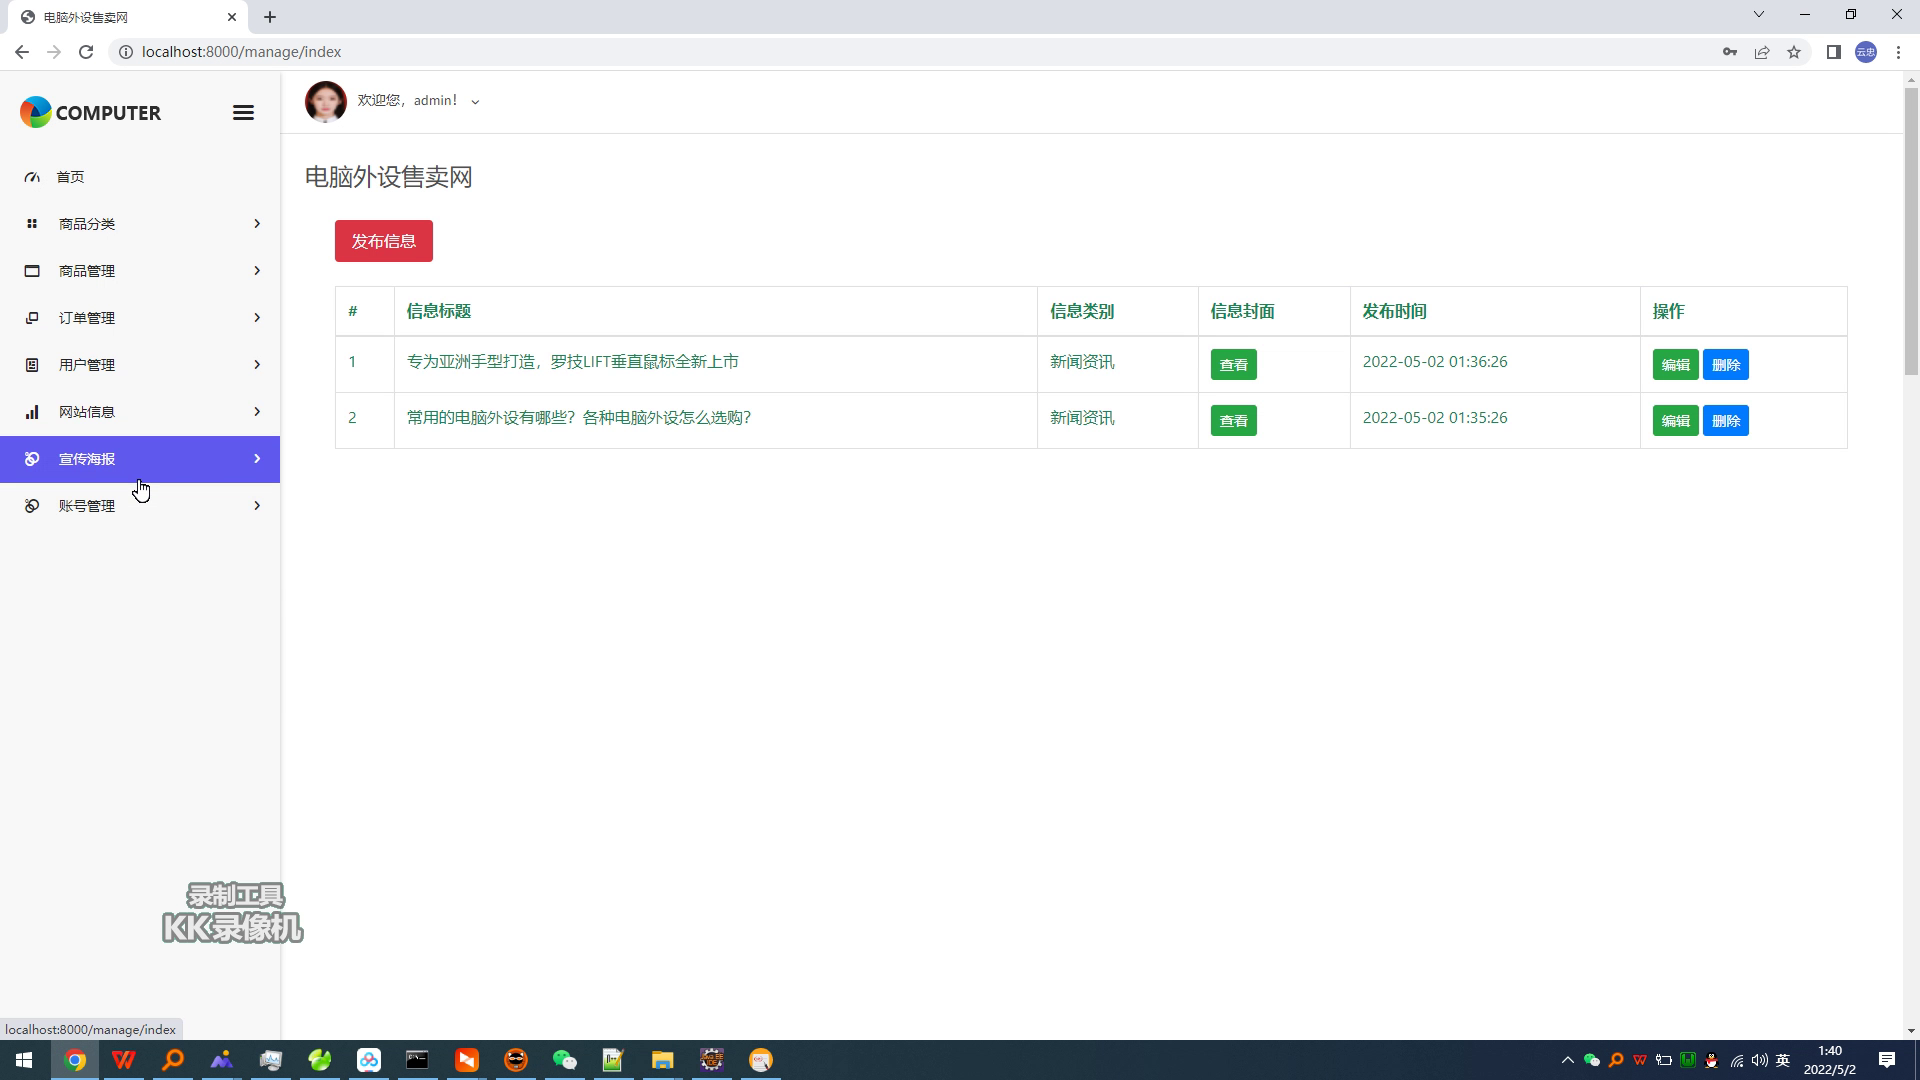 电脑外设售卖网
localhost:8000/manage/index
云忠
COMPUTER
欢迎您，admin！
首页
商品分类
商品管理
订单管理
用户管理
网站信息
宣传海报
账号管理
电脑外设售卖网
发布信息
# 信息标题 信息类别 信息封面 发布时间 操作
1 专为亚洲手型打造，罗技LIFT垂直鼠标全新上市 新闻资讯 查看 2022-05-02 01:36:26 编辑 删除
2 常用的电脑外设有哪些？各种电脑外设怎么选购？ 新闻资讯 查看 2022-05-02 01:35:26 编辑 删除
录制工具
KK录像机
localhost:8000/manage/index
英
1:40
2022/5/2